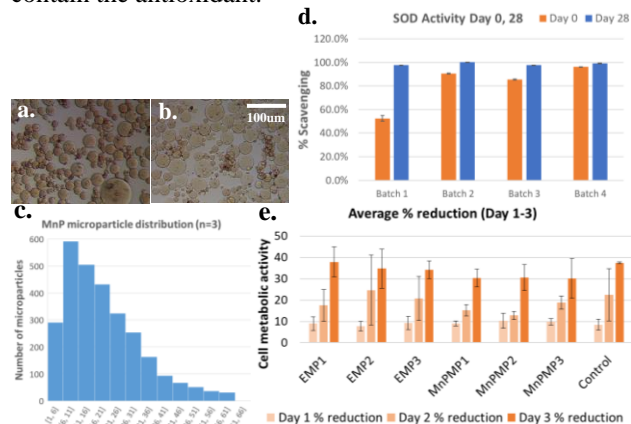 contain the antioxidant.
d.
SOD Activity Day 0, 28
Day 0
Day 28
120.0%
100.0%
80.0%
60.0%
40.0%
20.0%
0.0%
% Scavenging
Batch 1
Batch 2
Batch 3
Batch 4
a.
b.
100um
c.
MnP microparticle distribution (n=3)
600
500
400
300
200
100
0
Number of microparticles
[1, 6]
e.
Average % reduction (Day 1-3)
50
40
30
20
10
0
Cell metabolic activity
EMP1
EMP2
EMP3
MnPMP1
MnPMP2
MnPMP3
Control
Day 1 % reduction
Day 2 % reduction
Day 3 % reduction